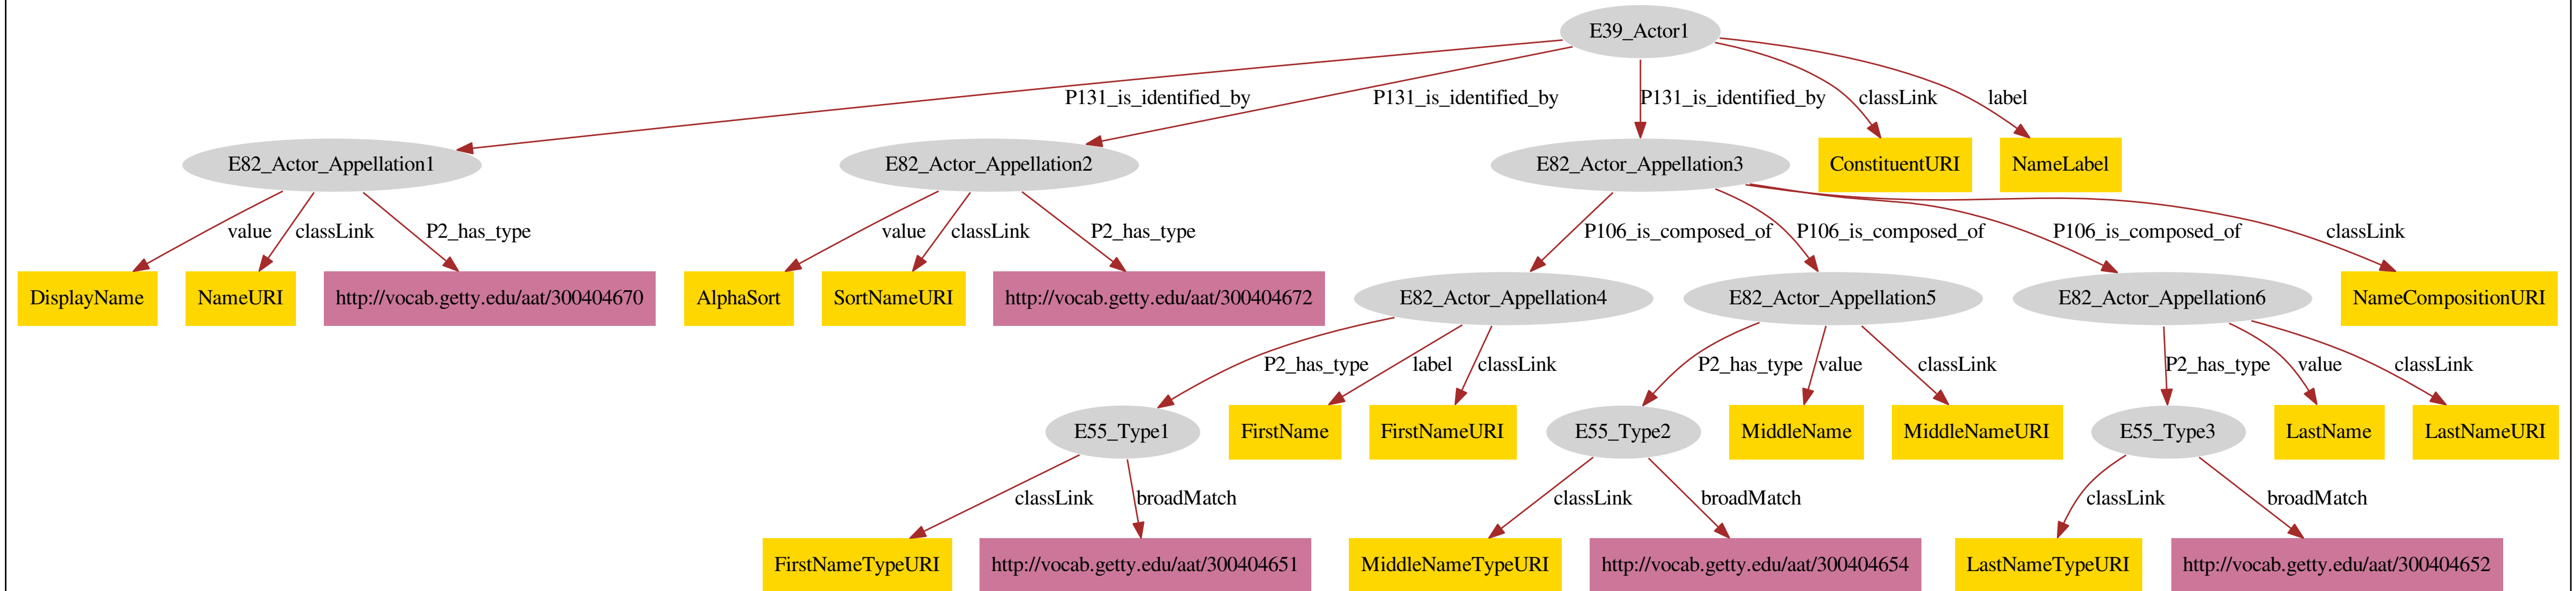 E39_Actor1
P131_is_identified_by P131_is_identified_by P131_is_identified_by classLink label
E82_Actor_Appellation1 E82_Actor_Appellation2 E82_Actor_Appellation3 ConstituentURI NameLabel
value classLink P2_has_type value classLink P2_has_type P106_is_composed_of P106_is_composed_of P106_is_composed_of classLink
DisplayName NameURI http://vocab.getty.edu/aat/300404670 AlphaSort SortNameURI http://vocab.getty.edu/aat/300404672 E82_Actor_Appellation4 E82_Actor_Appellation5 E82_Actor_Appellation6 NameCompositionURI
P2_has_type label classLink P2_has_type value classLink P2_has_type value classLink
E55_Type1 FirstName FirstNameURI E55_Type2 MiddleName MiddleNameURI E55_Type3 LastName LastNameURI
classLink broadMatch classLink broadMatch classLink broadMatch
FirstNameTypeURI http://vocab.getty.edu/aat/300404651 MiddleNameTypeURI http://vocab.getty.edu/aat/300404654 LastNameTypeURI http://vocab.getty.edu/aat/300404652